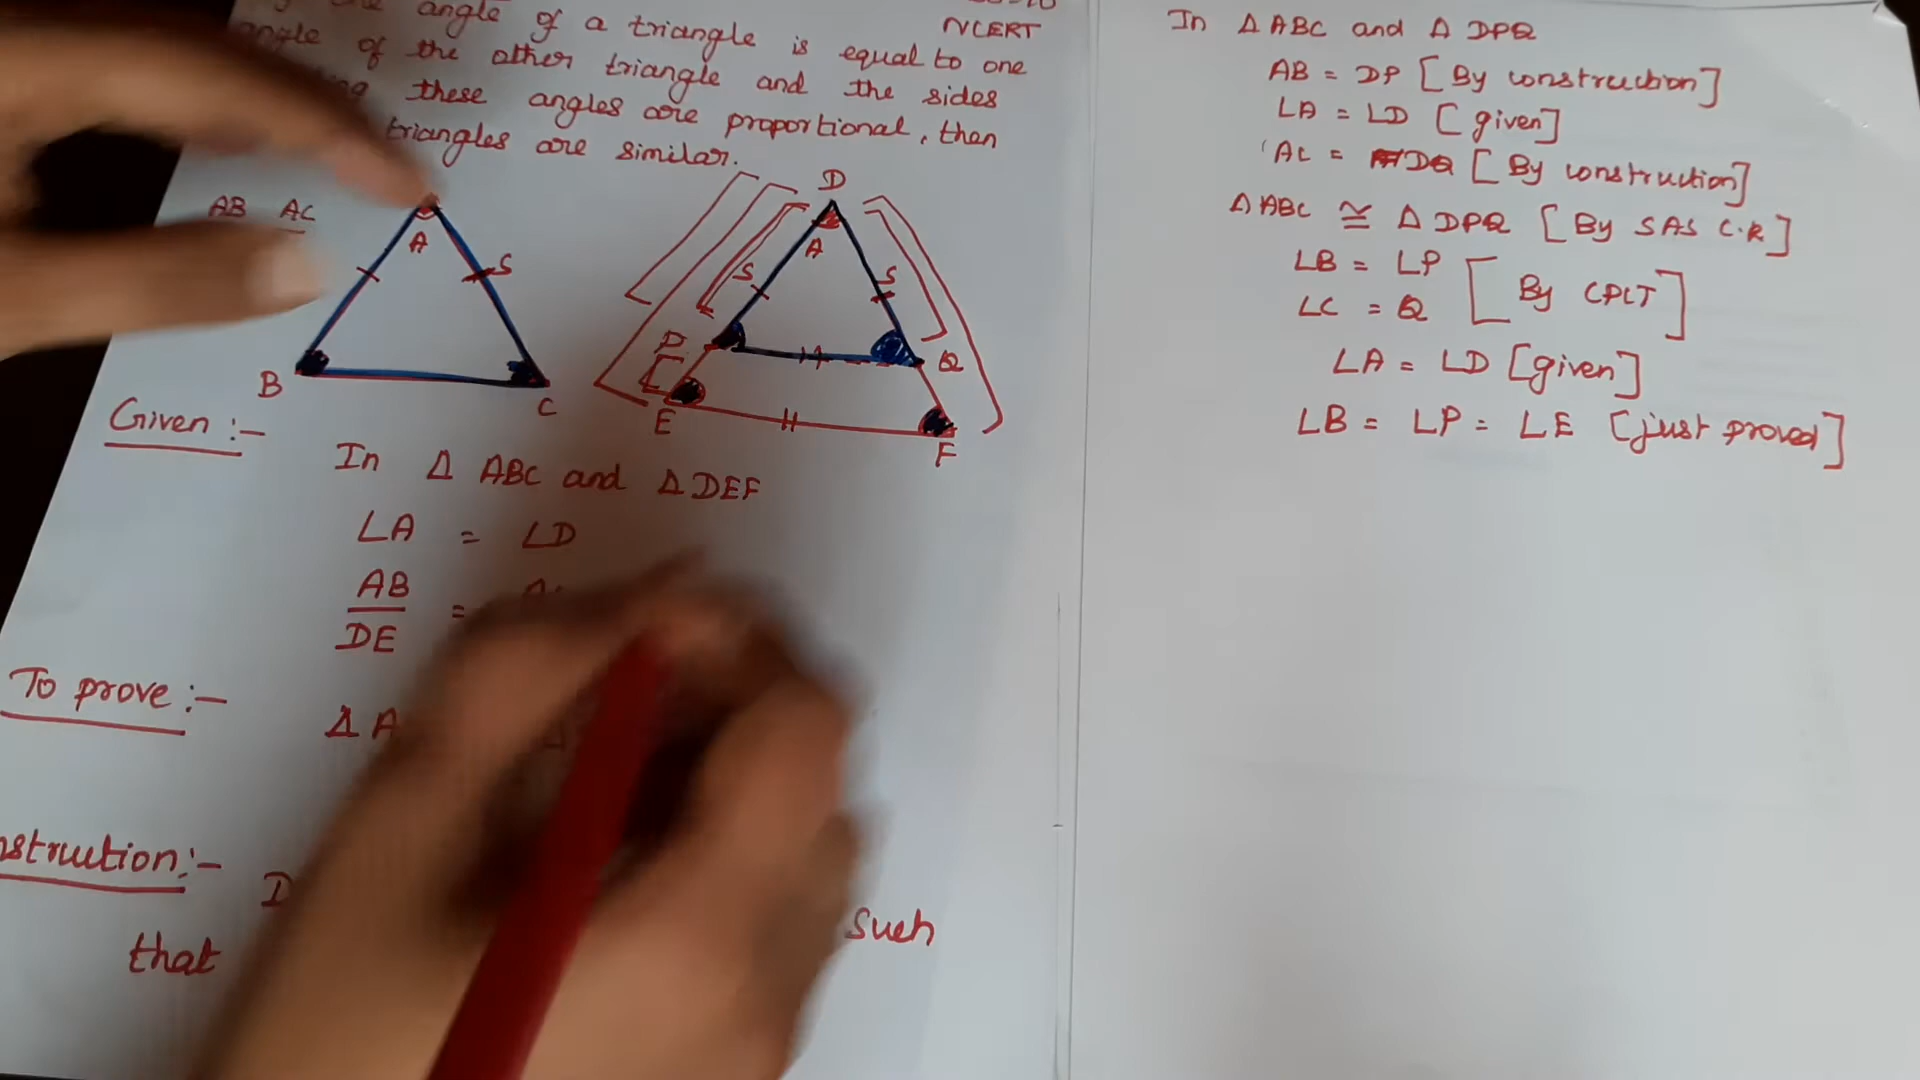 angle of a triangle is equal to one
NCERT
angle of the other triangle and the sides
these angles are proportional, then
triangles are similar.
AB AC
A
S
B
C
D
A
S
S
P
Q
E
F
Given :-
In Δ ABC and Δ DEF
∠A = ∠D
AB
=
DE
To prove :-
Δ A
such
that
In Δ ABC and Δ DPQ
AB = DP [By construction]
∠A = ∠D [given]
AC = DQ [By construction]
Δ ABC ≅ Δ DPQ [By SAS C.R]
∠B = ∠P
∠C = Q
[By CPCT]
∠A = ∠D [given]
∠B = ∠P = ∠E [just proved]